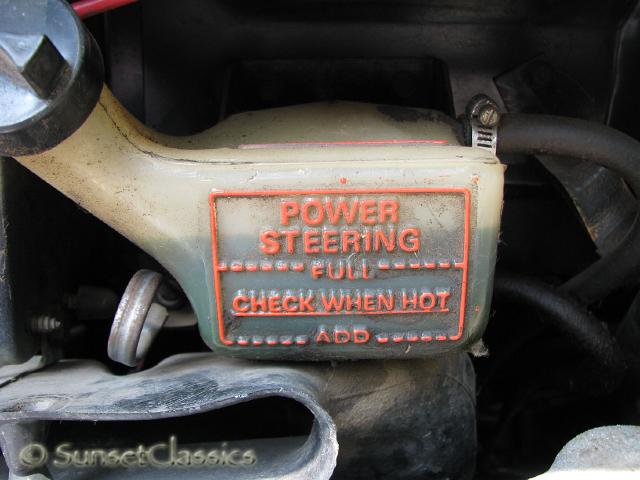 POWER
STEERING
FULL
CHECK WHEN HOT
ADD
© SunsetClassics